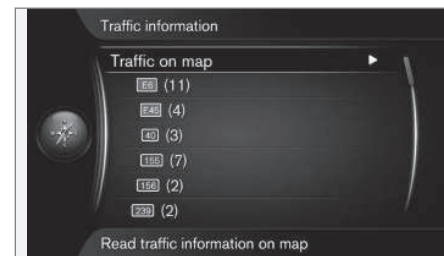 Traffic information
Traffic on map
E6 (11)
E45 (4)
40 (3)
155 (7)
156 (2)
239 (2)
Read traffic information on map